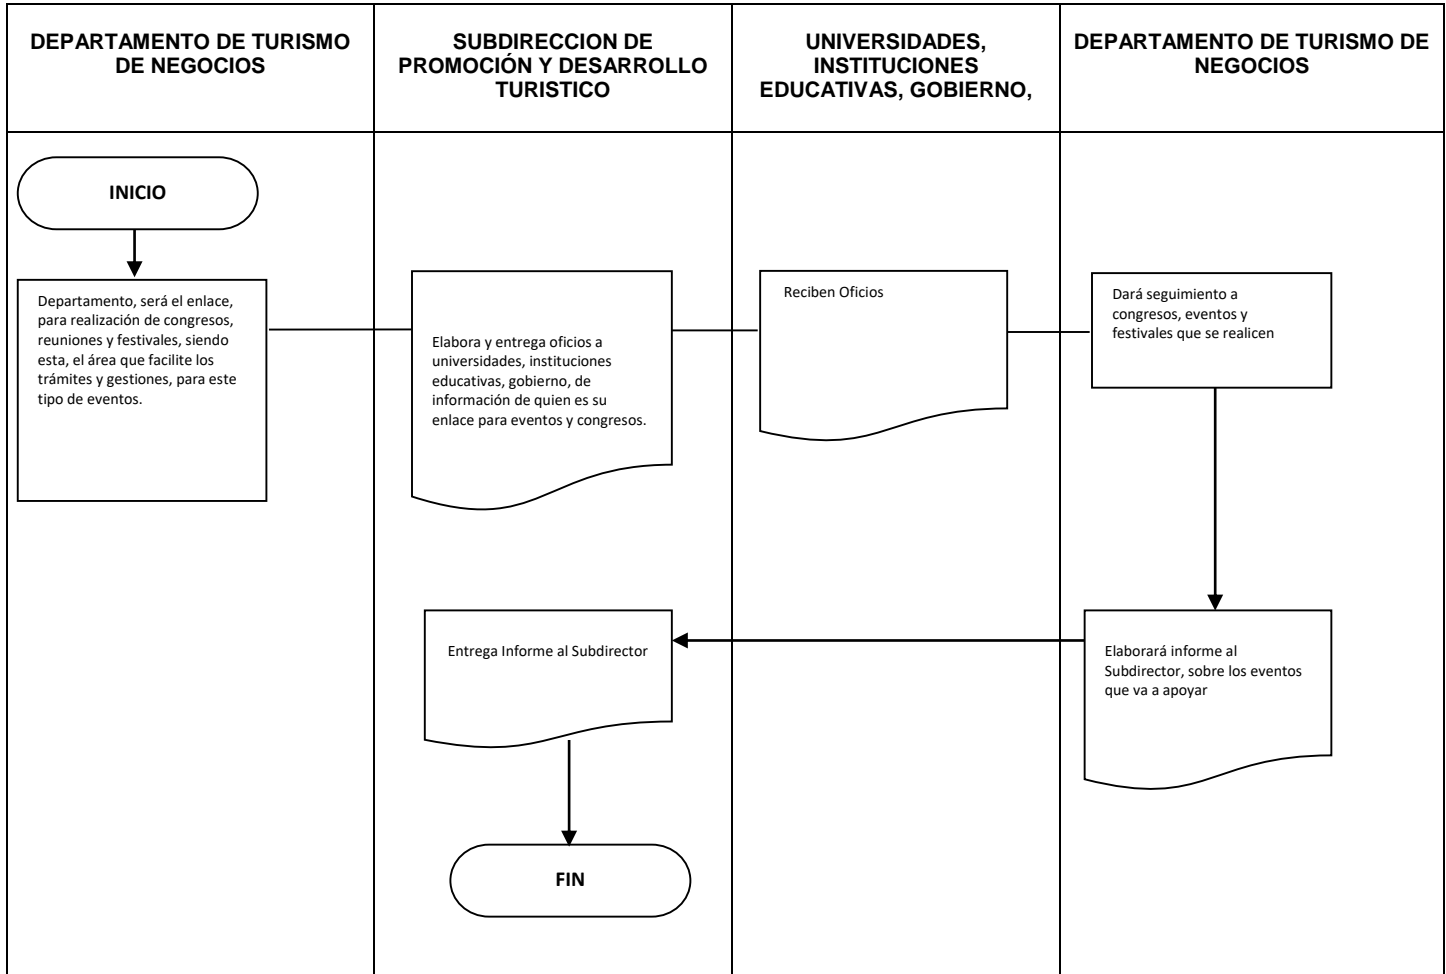 DEPARTAMENTO DE TURISMO
DE NEGOCIOS
SUBDIRECCION DE
PROMOCIÓN Y DESARROLLO
TURISTICO
UNIVERSIDADES,
INSTITUCIONES
EDUCATIVAS, GOBIERNO,
DEPARTAMENTO DE TURISMO DE
NEGOCIOS
INICIO
Departamento, será el enlace,
para realización de congresos,
reuniones y festivales, siendo
esta, el área que facilite los
trámites y gestiones, para este
tipo de eventos.
Elabora y entrega oficios a
universidades, instituciones
educativas, gobierno, de
información de quien es su
enlace para eventos y congresos.
Reciben Oficios
Dará seguimiento a
congresos, eventos y
festivales que se realicen
Elaborará informe al
Subdirector, sobre los eventos
que va a apoyar
Entrega Informe al Subdirector
FIN